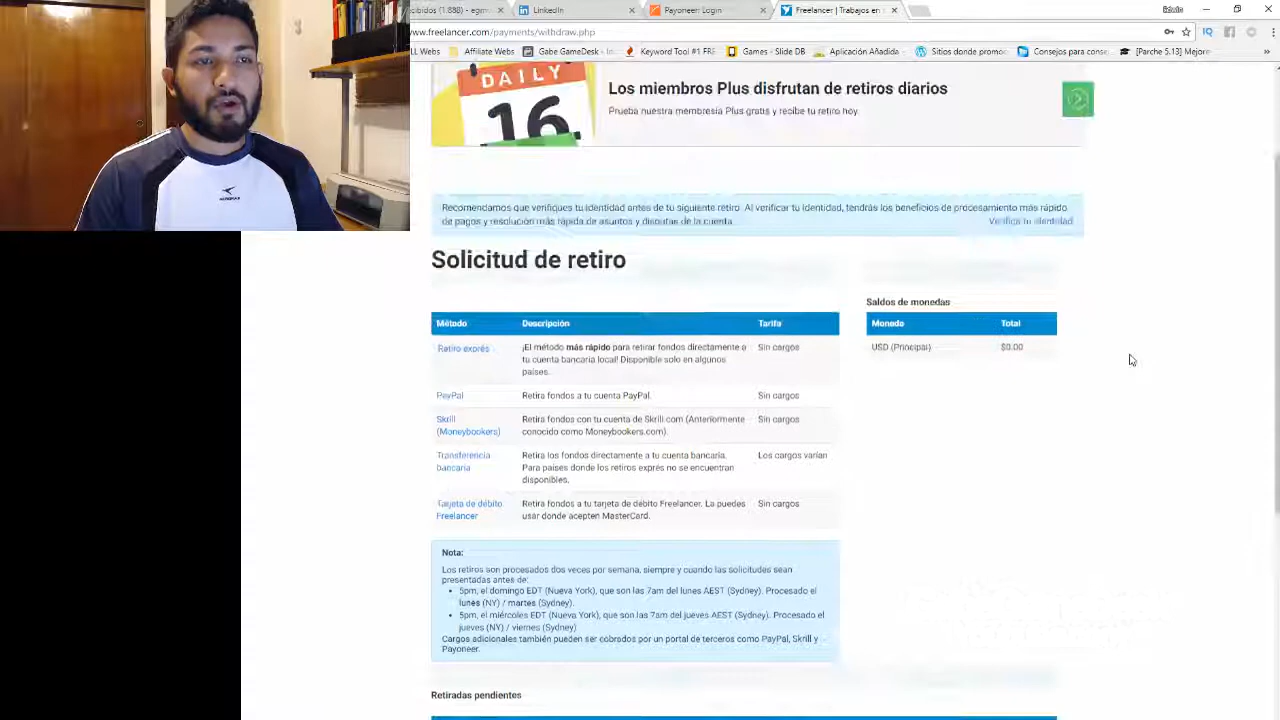 cibidos (1.888) - egm
LinkedIn
Payoneer Login
Freelancer | Trabajos en
ww.freelancer.com/payments/withdraw.php
LL Webs
Affiliate Webs
Keyword Tool #1 FRE
Gabe GameDes - Slide DB
Aplicación Añadida
Sitios desde promo
Consejos para cons
[Parche 5.13] Mejor
DAILY
16
Los miembros Plus disfrutan de retiros diarios
Prueba nuestra membresía Plus gratis y recibe tu retiro hoy.
Recomendamos que verifiques tu identidad antes de tu siguiente retiro. Al verificar tu identidad, tendrás los beneficios de procesamiento más rápido
de pagos y resolución más rápida de asuntos y disputas de la cuenta.
Verifica tu identidad
Solicitud de retiro
Método Descripción Tarifa
Retiro exprés
¡El método más rápido para retirar fondos directamente a
tu cuenta bancaria local! Disponible solo en algunos
países.
Sin cargos
PayPal
Retira fondos a tu cuenta PayPal.
Sin cargos
Skrill
(Moneybookers)
Retira fondos con tu cuenta de Skrill.com (Anteriormente
conocido como Moneybookers.com).
Sin cargos
Transferencia
bancaria
Retira los fondos directamente a tu cuenta bancaria.
Para países donde los retiros exprés no se encuentran
disponibles.
Los cargos varían
Tarjeta de débito
Freelancer
Retira fondos a tu tarjeta de débito Freelancer. La puedes
usar donde acepten MasterCard.
Sin cargos
Saldos de monedas
Moneda Total
USD (Principal) $0.00
Nota:
Los retiros son procesados dos veces por semana, siempre y cuando las solicitudes sean
presentadas antes de:
• 5pm, el domingo EDT (Nueva York), que son las 7am del lunes AEST (Sydney). Procesado el
lunes (NY) / martes (Sydney).
• 5pm, el miércoles EDT (Nueva York), que son las 7am del jueves AEST (Sydney). Procesado el
jueves (NY) / viernes (Sydney)
Cargos adicionales también pueden ser cobrados por un portal de terceros como PayPal, Skrill y
Payoneer.
Retiradas pendientes